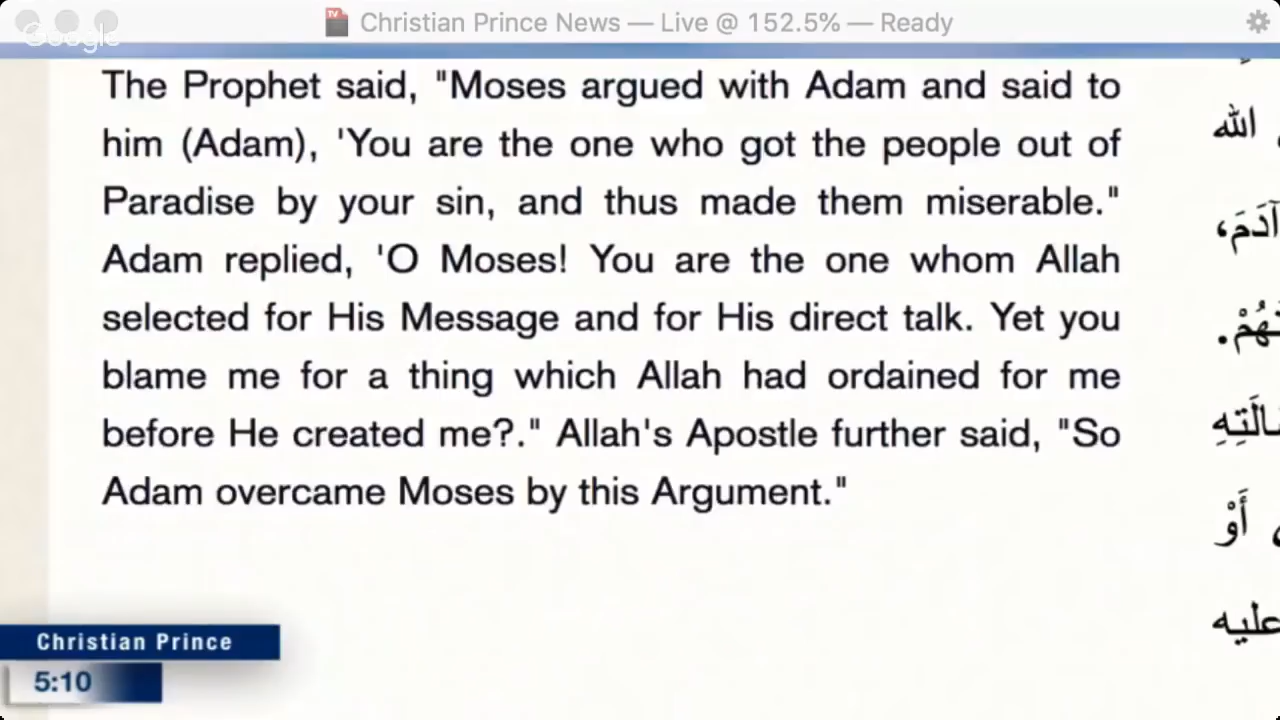 Christian Prince News — Live @ 152.5% — Ready
Google
The Prophet said, "Moses argued with Adam and said to
him (Adam), 'You are the one who got the people out of
Paradise by your sin, and thus made them miserable."
Adam replied, 'O Moses! You are the one whom Allah
selected for His Message and for His direct talk. Yet you
blame me for a thing which Allah had ordained for me
before He created me?." Allah's Apostle further said, "So
Adam overcame Moses by this Argument."
الله
آدَمَ،
أَوْ
عليه
Christian Prince
5:10